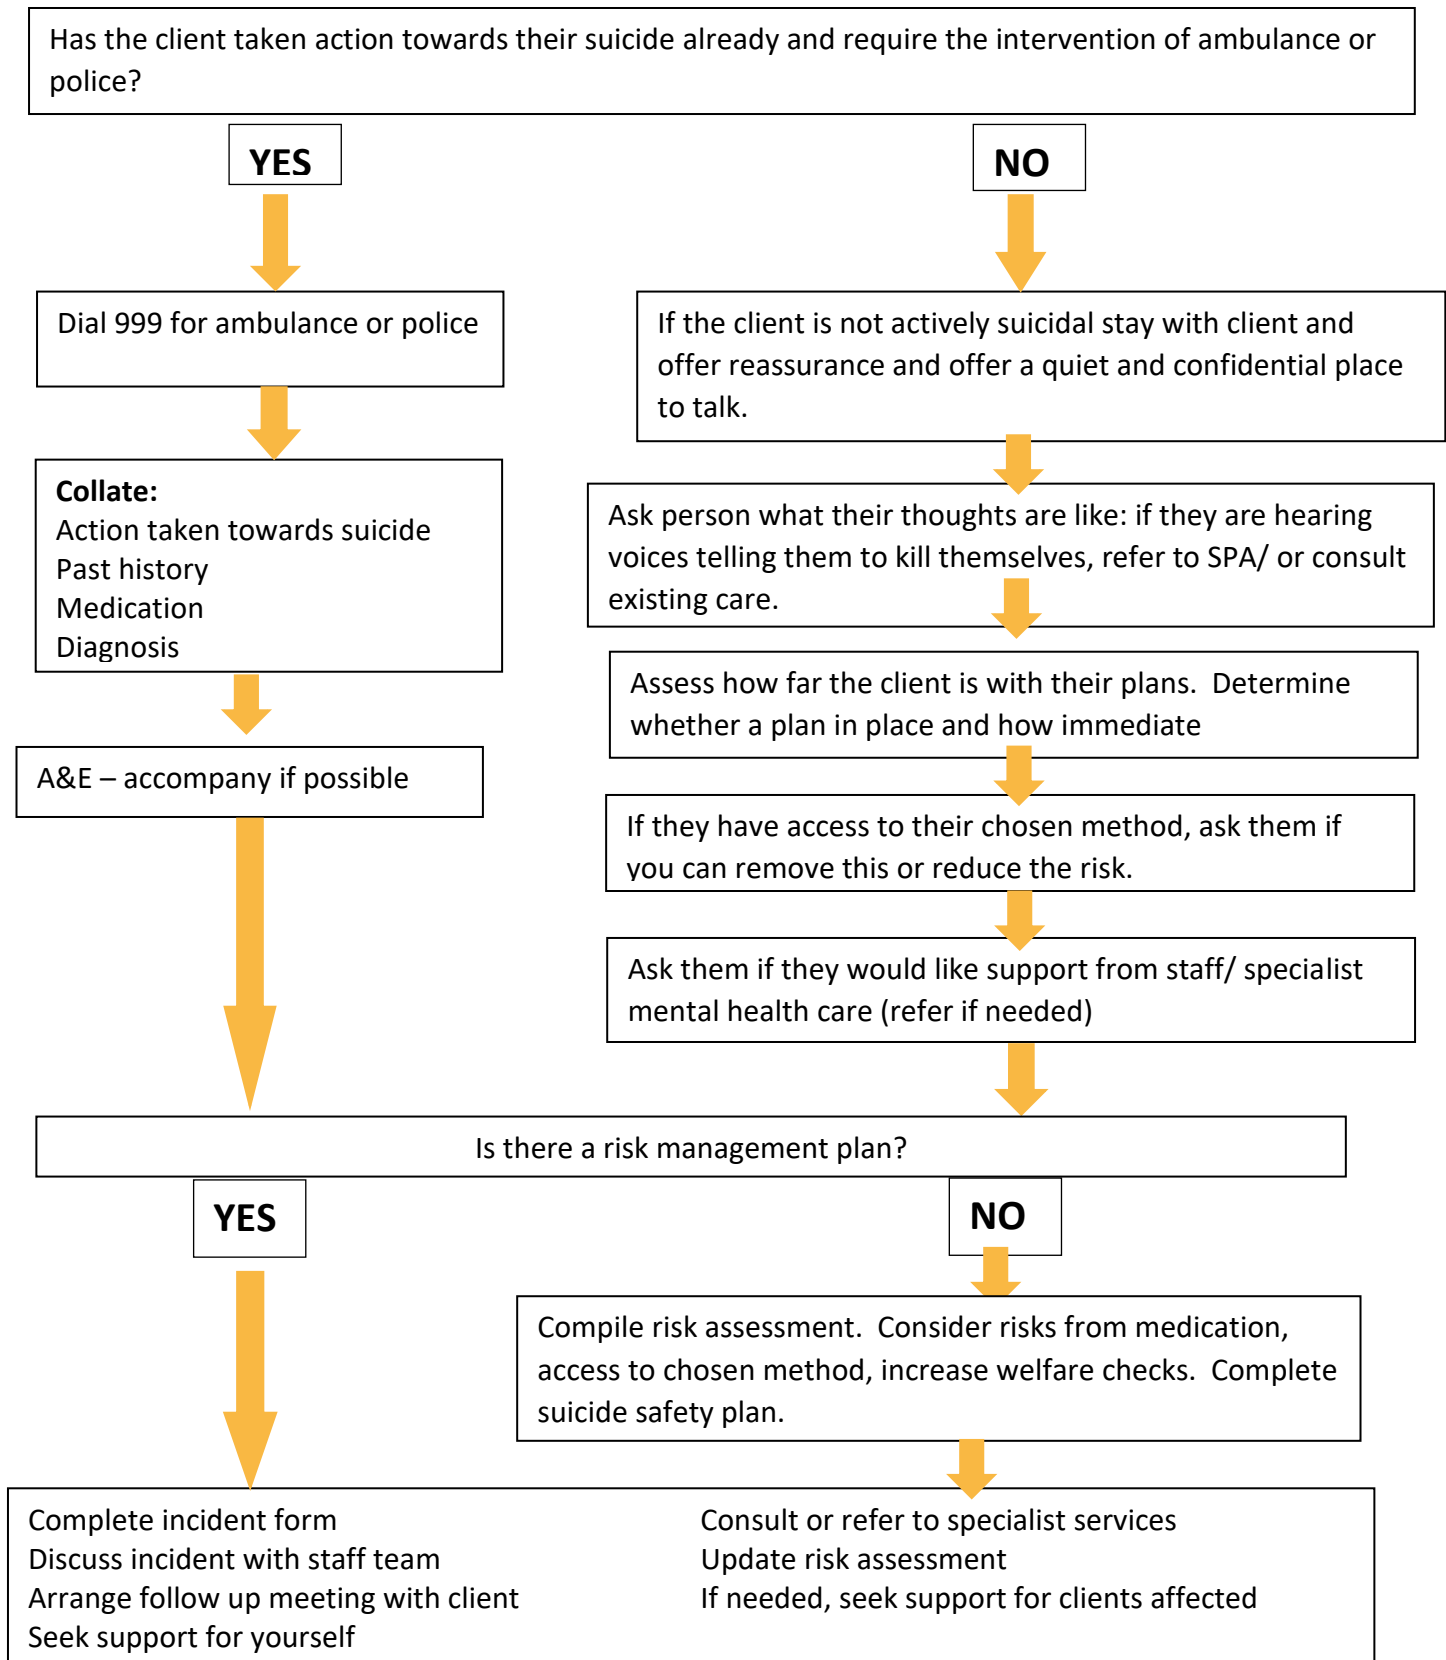 Has the client taken action towards their suicide already and require the intervention of ambulance or
police?
YES
NO
Dial 999 for ambulance or police
If the client is not actively suicidal stay with client and
offer reassurance and offer a quiet and confidential place
to talk.
Collate:
Action taken towards suicide
Past history
Medication
Diagnosis
Ask person what their thoughts are like: if they are hearing
voices telling them to kill themselves, refer to SPA/ or consult
existing care.
Assess how far the client is with their plans.  Determine
whether a plan in place and how immediate
A&E – accompany if possible
If they have access to their chosen method, ask them if
you can remove this or reduce the risk.
Ask them if they would like support from staff/ specialist
mental health care (refer if needed)
Is there a risk management plan?
YES
NO
Compile risk assessment.  Consider risks from medication,
access to chosen method, increase welfare checks.  Complete
suicide safety plan.
Complete incident form
Discuss incident with staff team
Arrange follow up meeting with client
Seek support for yourself
Consult or refer to specialist services
Update risk assessment
If needed, seek support for clients affected